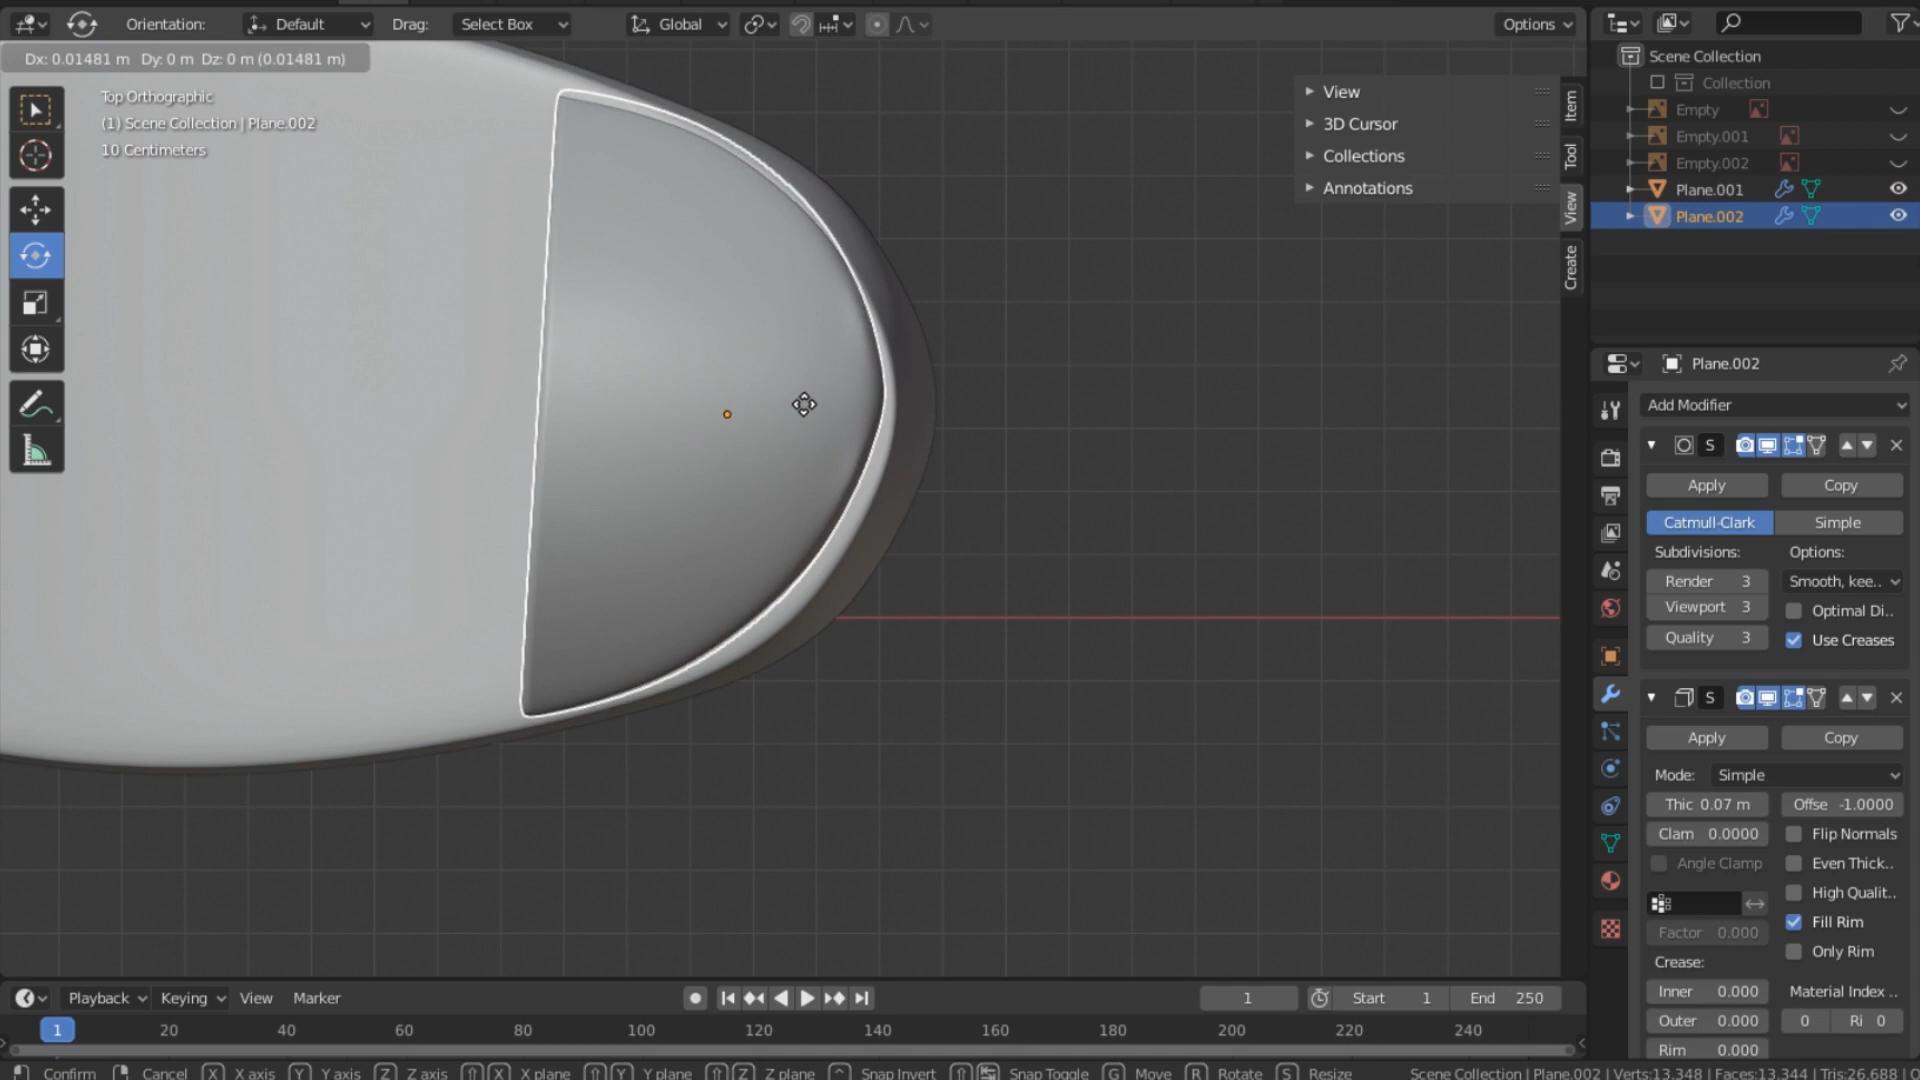 Orientation: Default Drag: Select Box Global Options
Dx: 0.01481 m Dy: 0 m Dz: 0 m (0.01481 m)
Top Orthographic
(1) Scene Collection | Plane.002
10 Centimeters
View
3D Cursor
Collections
Annotations
Item
Tool
View
Create
Scene Collection
Collection
Empty
Empty.001
Empty.002
Plane.001
Plane.002
Plane.002
Add Modifier
S
Apply Copy
Catmull-Clark Simple
Subdivisions: Options:
Render 3 Smooth, kee..
Viewport 3 Optimal Di..
Quality 3 Use Creases
S
Apply Copy
Mode: Simple
Thic 0.07 m Offse -1.0000
Clam 0.0000 Flip Normals
Angle Clamp Even Thick..
High Qualit..
Factor 0.000 Fill Rim
Only Rim
Crease:
Inner 0.000 Material Index ..
Outer 0.000 0 Ri 0
Rim 0.000
Playback Keying View Marker 1 Start 1 End 250
1 20 40 60 80 100 120 140 160 180 200 220 240
Confirm Cancel X X axis Y Y axis Z Z axis X X plane Y Y plane Z Z plane Snap Invert Snap Toggle G Move R Rotate S Resize Scene Collection | Plane.002 | Verts:13,348 | Faces:13,344 | Tris:26,688 |